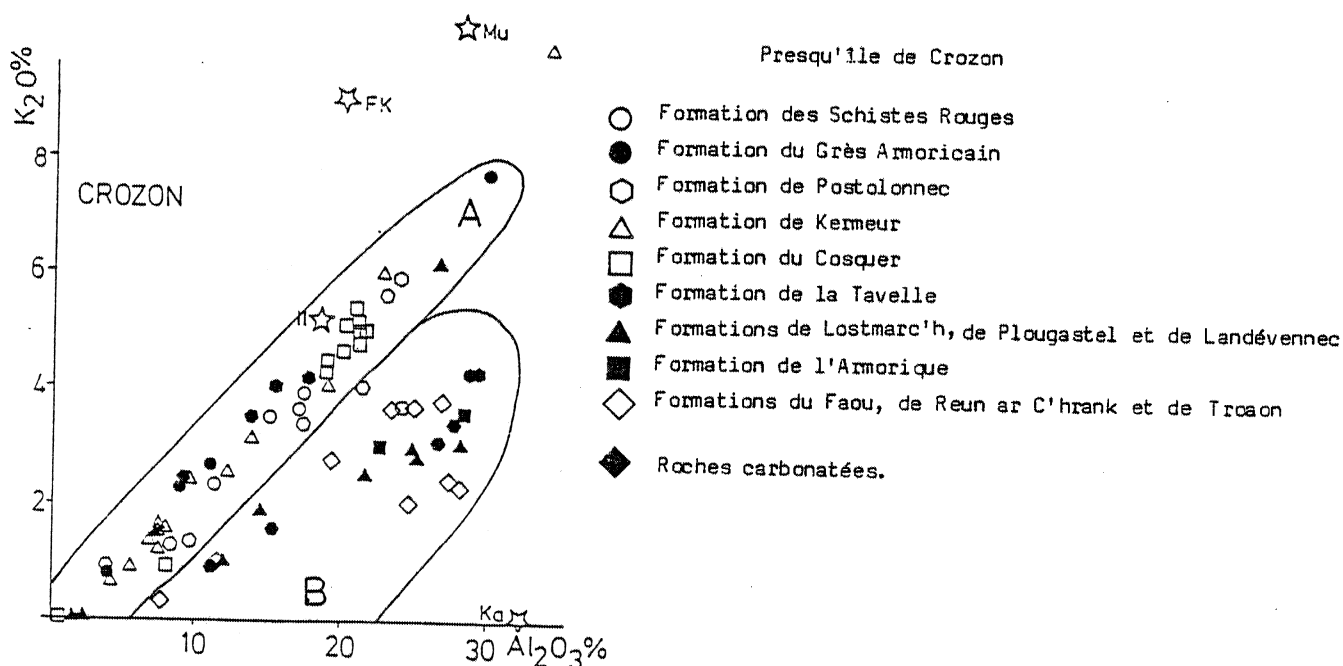 K₂O%
Mu
FK
8
CROZON
A
6
Il
4
2
B
Ka
10
20
30
Al₂O₃%
Presqu'île de Crozon
Formation des Schistes Rouges
Formation du Grès Armoricain
Formation de Postolonnec
Formation de Kermeur
Formation du Cosquer
Formation de la Tavelle
Formations de Lostmarc'h, de Plougastel et de Landévennec
Formation de l'Armorique
Formations du Faou, de Reun ar C'hrank et de Troaon
Roches carbonatées.